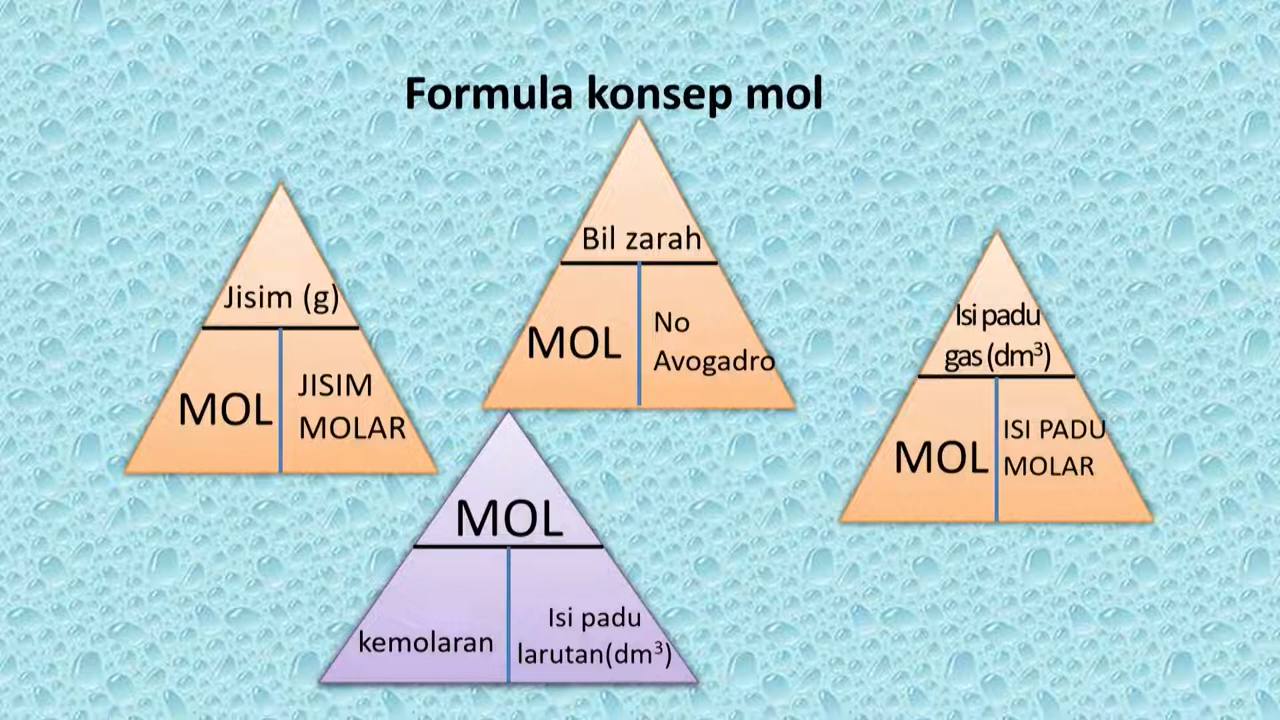 Formula konsep mol
Jisim (g)
MOL
JISIM
MOLAR
Bil zarah
MOL
No
Avogadro
Isi padu
gas (dm³)
MOL
ISI PADU
MOLAR
MOL
kemolaran
Isi padu
larutan(dm³)